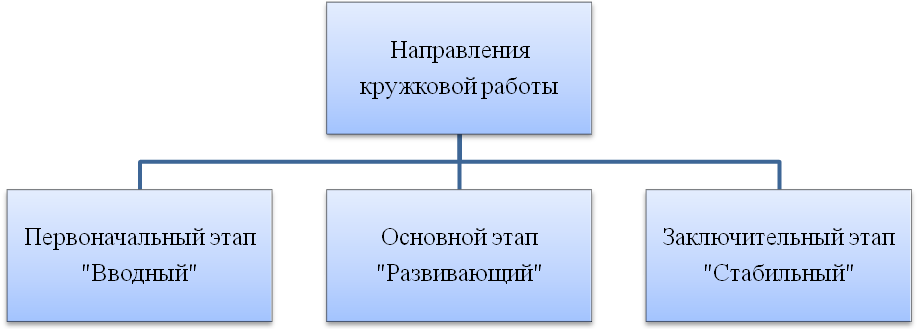 Направления
кружковой работы
Первоначальный этап
"Вводный"
Основной этап
"Развивающий"
Заключительный этап
"Стабильный"